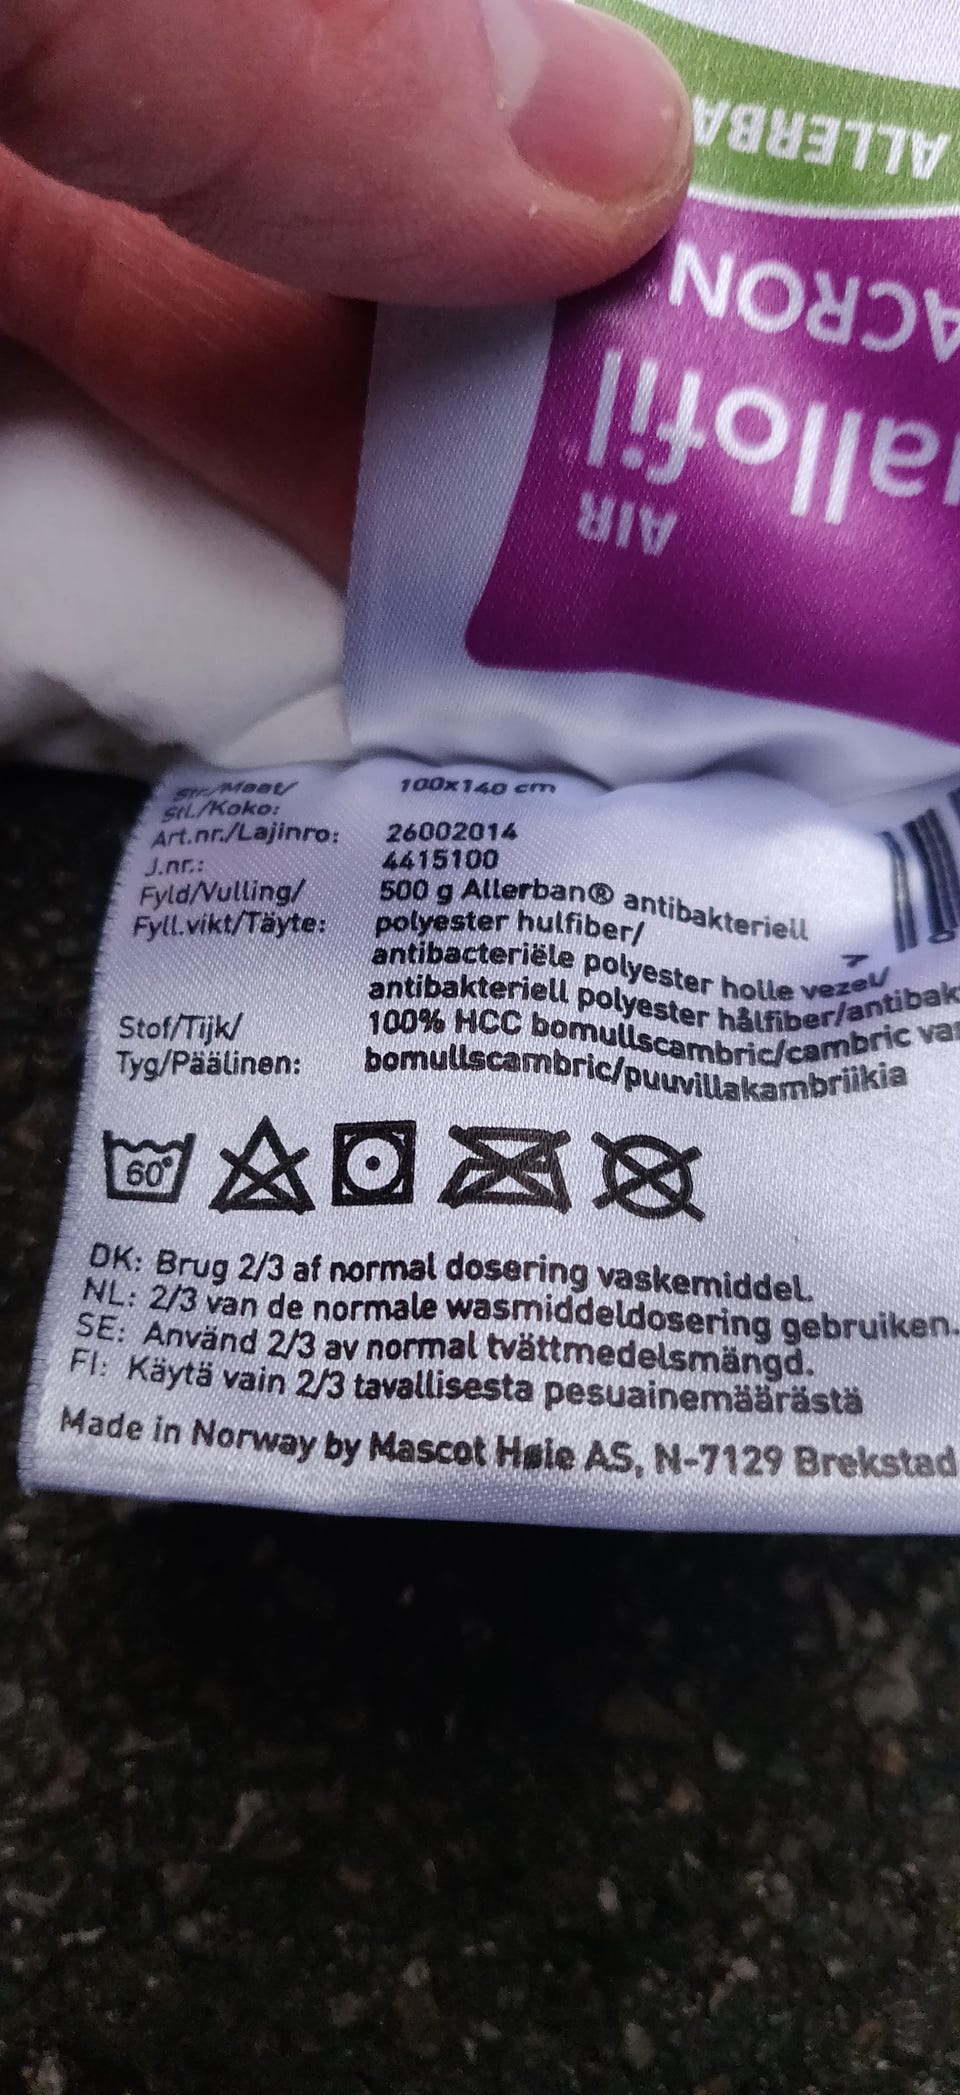 ALLERBA
ACRON
allofil
AIR
Str./Maat/ 100x140 cm
Stl./Koko:
Art.nr./Lajinro: 26002014
J.nr.: 4415100
Fyld/Vulling/ 500 g Allerban® antibakteriell
Fyll.vikt/Täyte: polyester hulfiber/
antibacteriële polyester holle vezel/
antibakteriell polyester hålfiber/antibak
Stof/Tijk/ 100% HCC bomullscambric/cambric va
Tyg/Päälinen: bomullscambric/puuvillakambriikia
7
60°
DK: Brug 2/3 af normal dosering vaskemiddel.
NL: 2/3 van de normale wasmiddeldosering gebruiken.
SE: Använd 2/3 av normal tvättmedelsmängd.
FI: Käytä vain 2/3 tavallisesta pesuainemäärästä
Made in Norway by Mascot Høie AS, N-7129 Brekstad